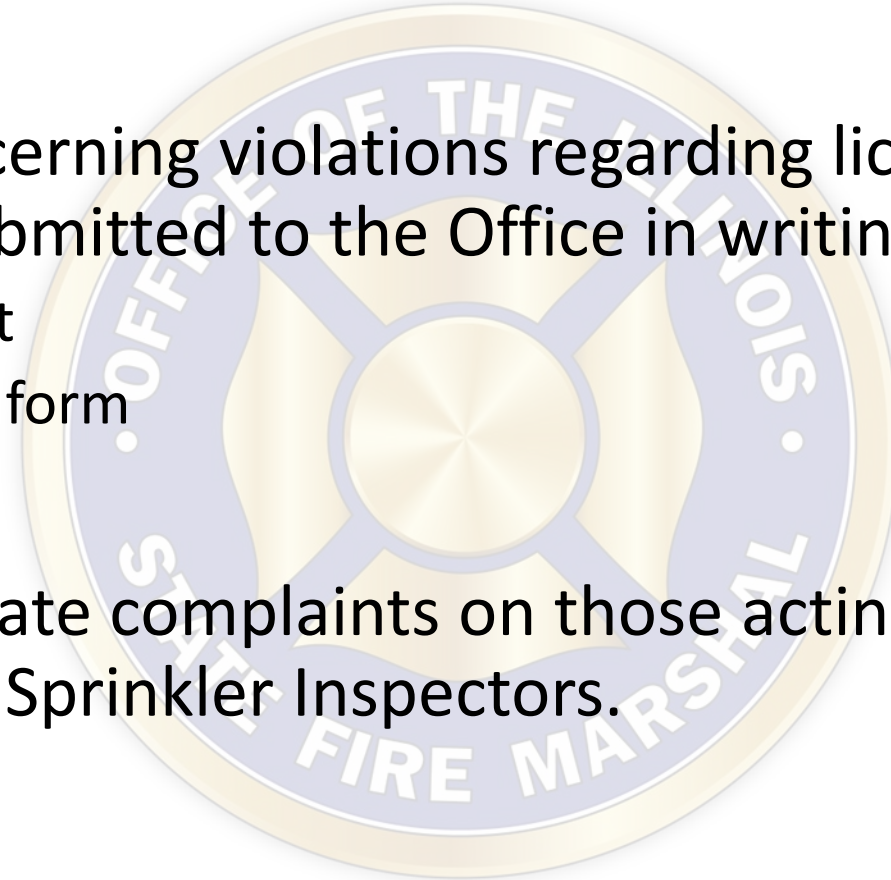 cerning violations regarding lic
bmitted to the Office in writin
t
form
ate complaints on those actin
Sprinkler Inspectors.
OFFICE OF THE ILLINOIS
STATE FIRE MARSHAL